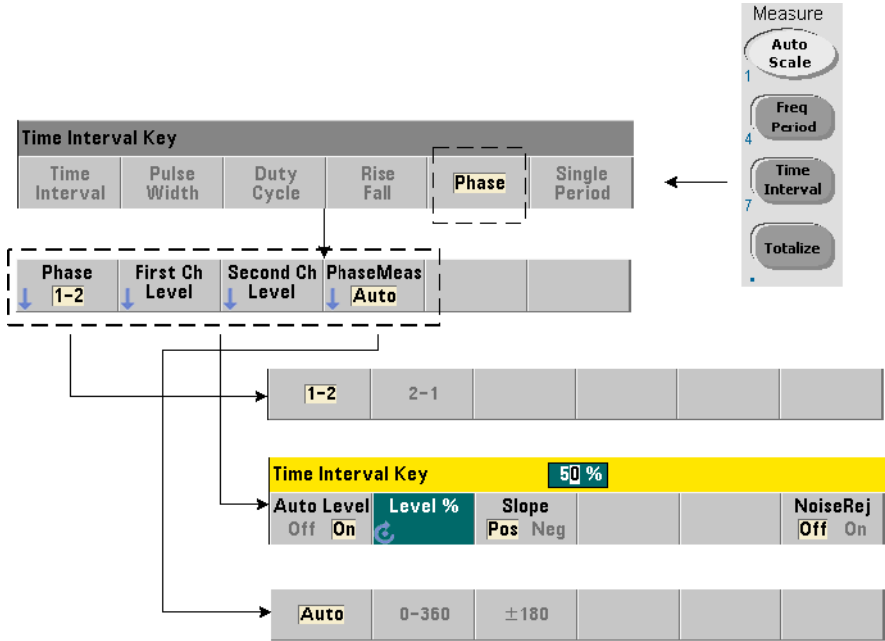 Measure
Auto
Scale
1
Freq
Period
4
Time
Interval
7
Totalize
.
Time Interval Key
Time Interval
Pulse Width
Duty Cycle
Rise Fall
Phase
Single Period
Phase 1-2
First Ch Level
Second Ch Level
PhaseMeas Auto
1-2 2-1
Time Interval Key 50 %
Auto Level Off On
Level %
Slope Pos Neg
NoiseRej Off On
Auto 0-360 ±180